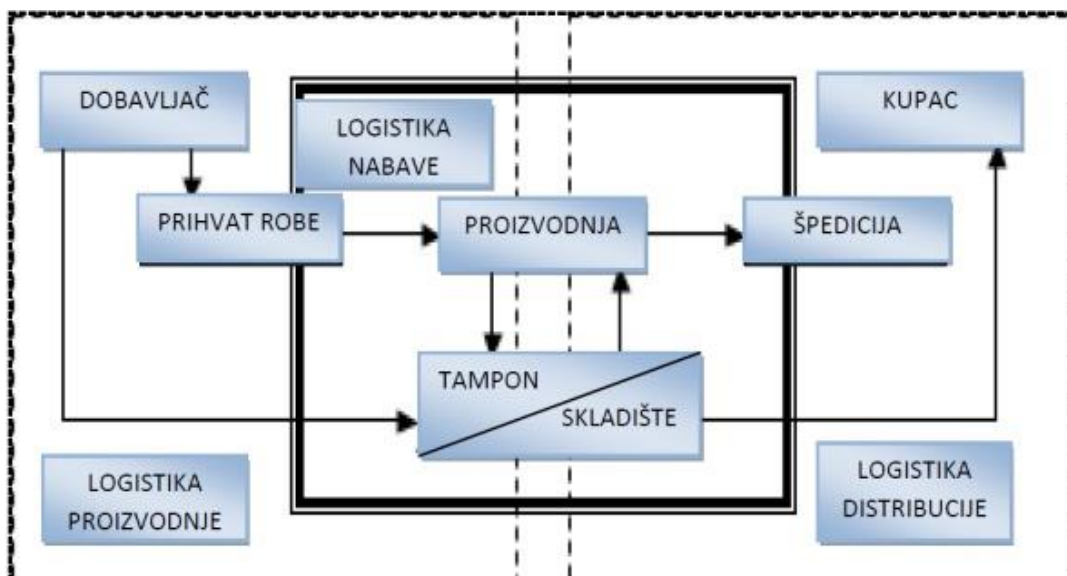 DOBAVLJAČ
KUPAC
LOGISTIKA
NABAVE
PRIHVAT ROBE
PROIZVODNJA
ŠPEDICIJA
TAMPON
SKLADIŠTE
LOGISTIKA
PROIZVODNJE
LOGISTIKA
DISTRIBUCIJE